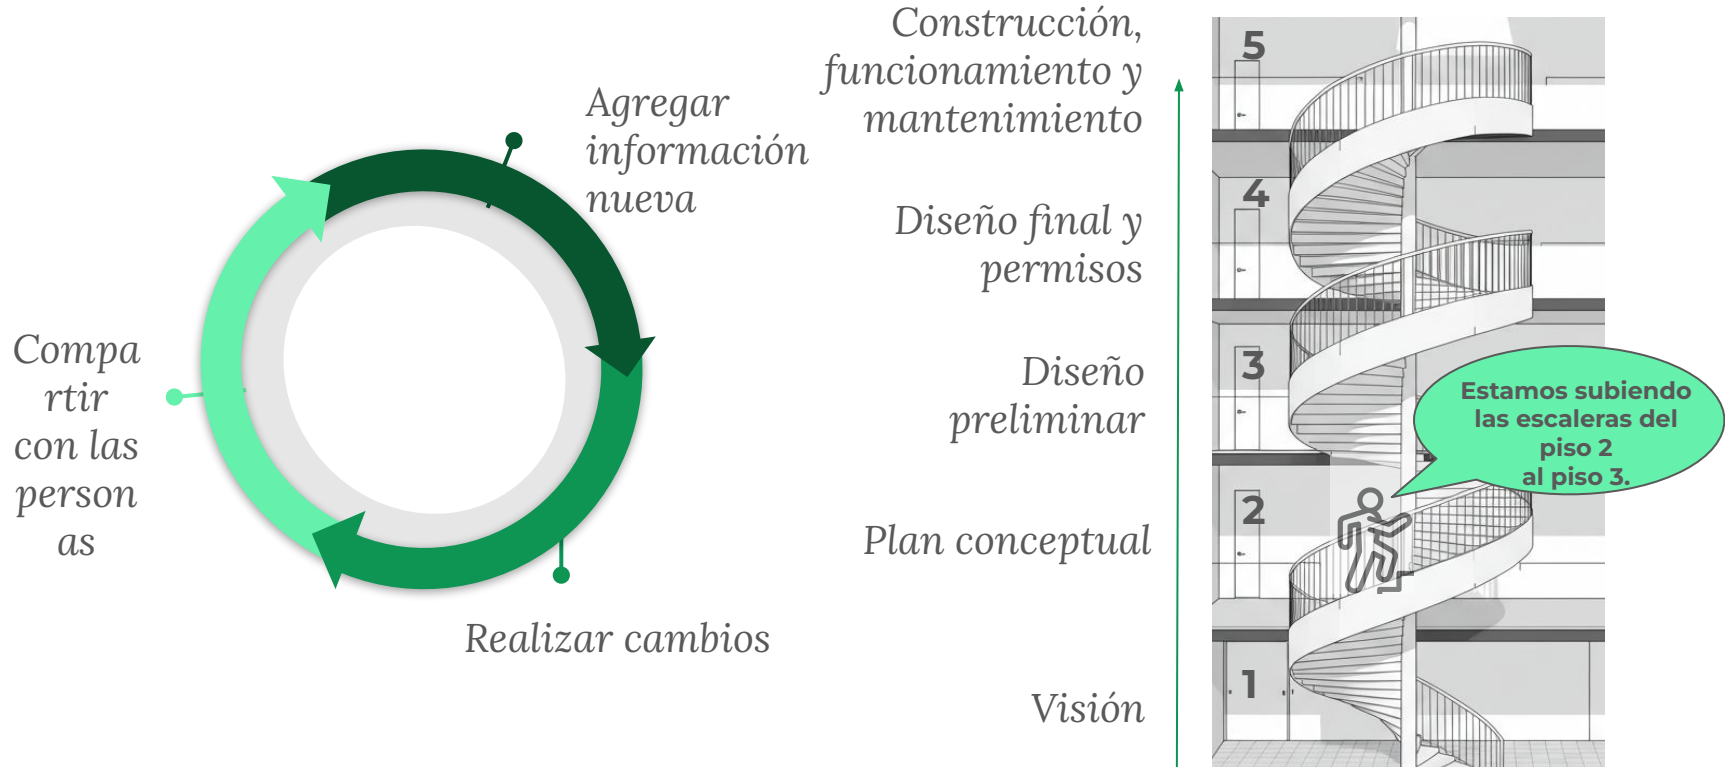 Agregar
información
nueva
Compa
rtir
con las
person
as
Realizar cambios
Construcción,
funcionamiento y
mantenimiento
Diseño final y
permisos
Diseño
preliminar
Plan conceptual
Visión
5
4
3
2
1
Estamos subiendo
las escaleras del
piso 2
al piso 3.